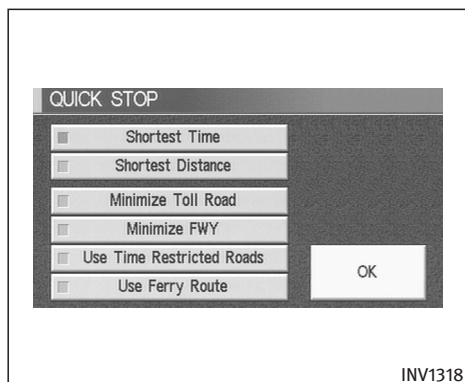 QUICK STOP
Shortest Time
Shortest Distance
Minimize Toll Road
Minimize FWY
Use Time Restricted Roads
Use Ferry Route
OK
INV1318